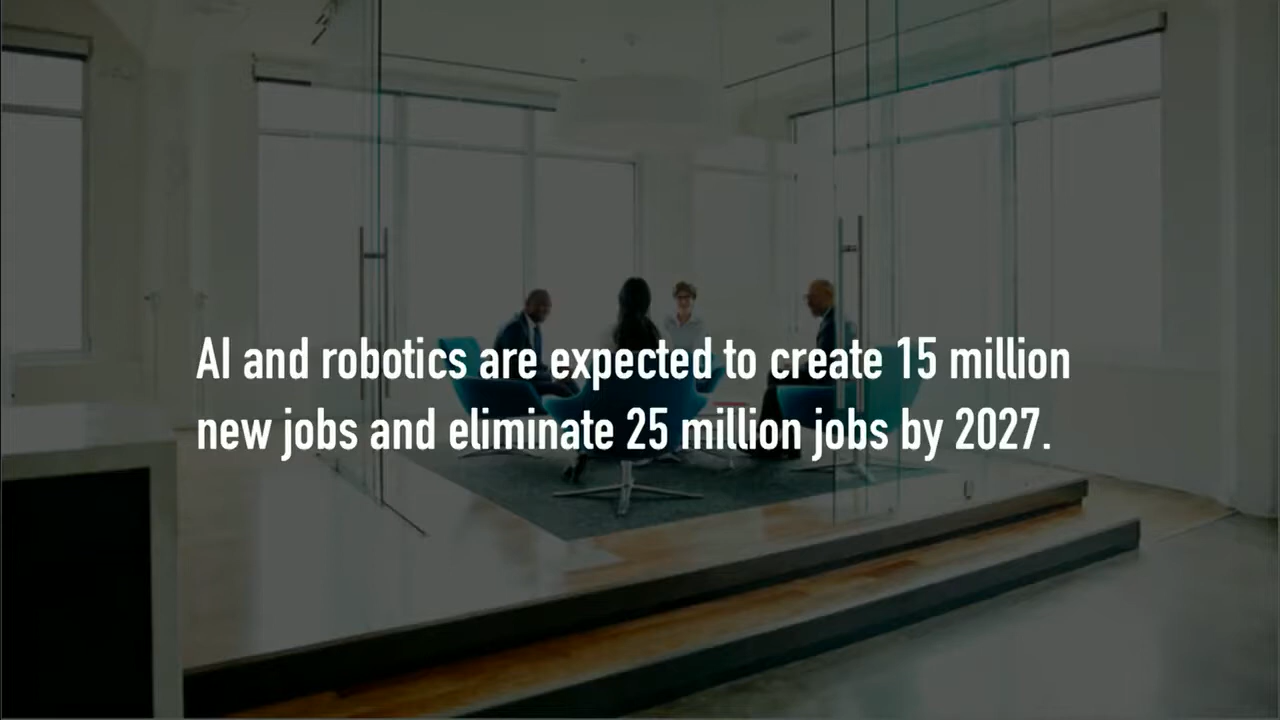 AI and robotics are expected to create 15 million
new jobs and eliminate 25 million jobs by 2027.